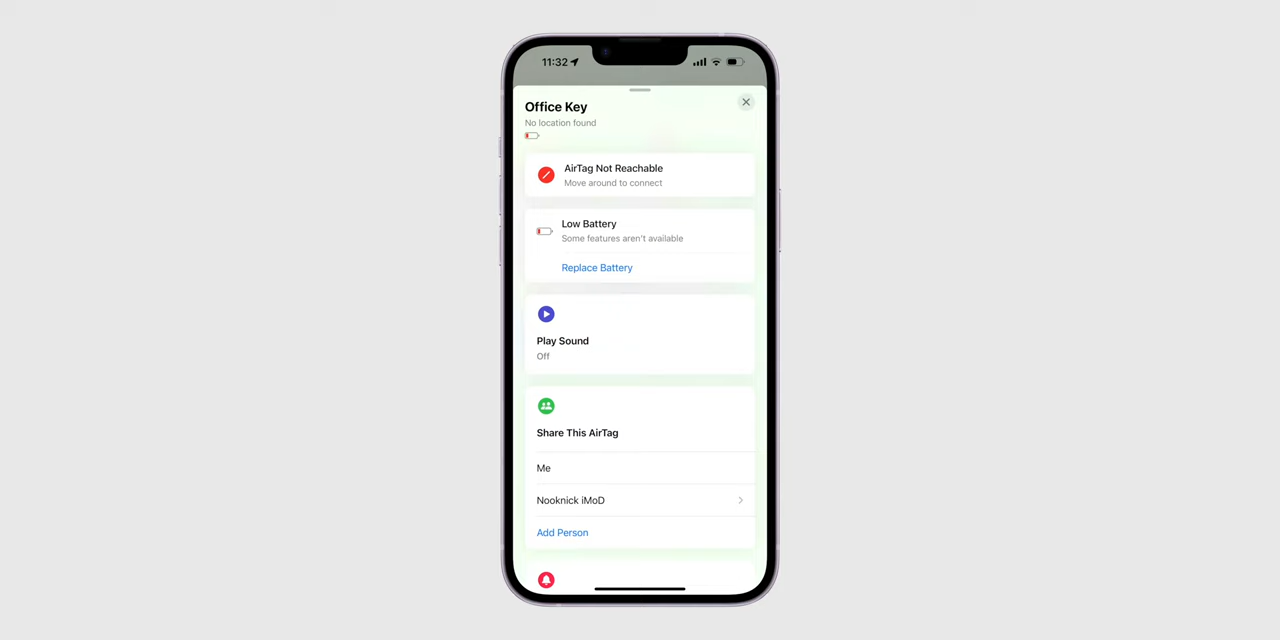 11:32
Office Key
No location found
AirTag Not Reachable
Move around to connect
Low Battery
Some features aren't available
Replace Battery
Play Sound
Off
Share This AirTag
Me
Nooknick iMoD
Add Person